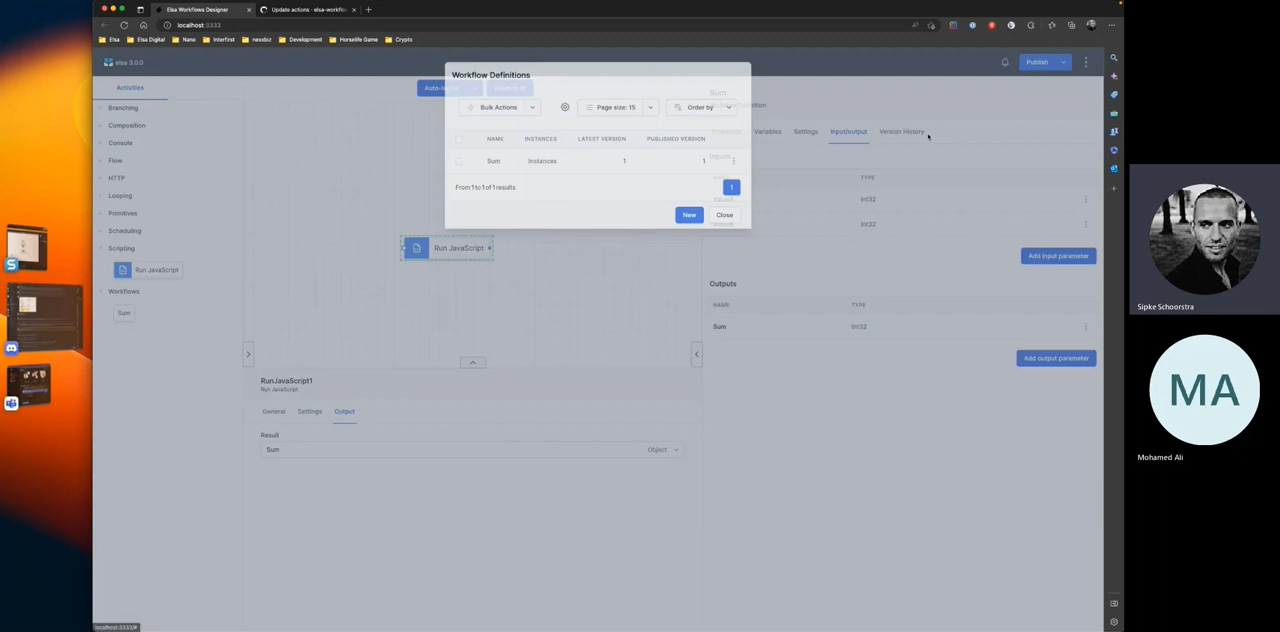 Elsa Workflows Designer
Update actions · elsa-workflo
localhost:3333
Elsa
Elsa Digital
Nano
Interfirst
nexxbiz
Development
Horselife Game
Crypto
elsa 3.0.0
Publish
Activities
Branching
Composition
Console
Flow
HTTP
Looping
Primitives
Scheduling
Scripting
Run JavaScript
Workflows
Sum
Workflow Definitions
Bulk Actions
Page size: 15
Order by
NAME INSTANCES LATEST VERSION PUBLISHED VERSION
Sum Instances 1 1
From 1 to 1 of 1 results
1
New
Close
Run JavaScript
Sum
Variables
Settings
Input/output
Version History
Inputs
TYPE
Int32
Int32
Add input parameter
Outputs
NAME TYPE
Sum Int32
Add output parameter
RunJavaScript1
Run JavaScript
General
Settings
Output
Result
Sum
Object
localhost:3333/#
Sipke Schoorstra
MA
Mohamed Ali